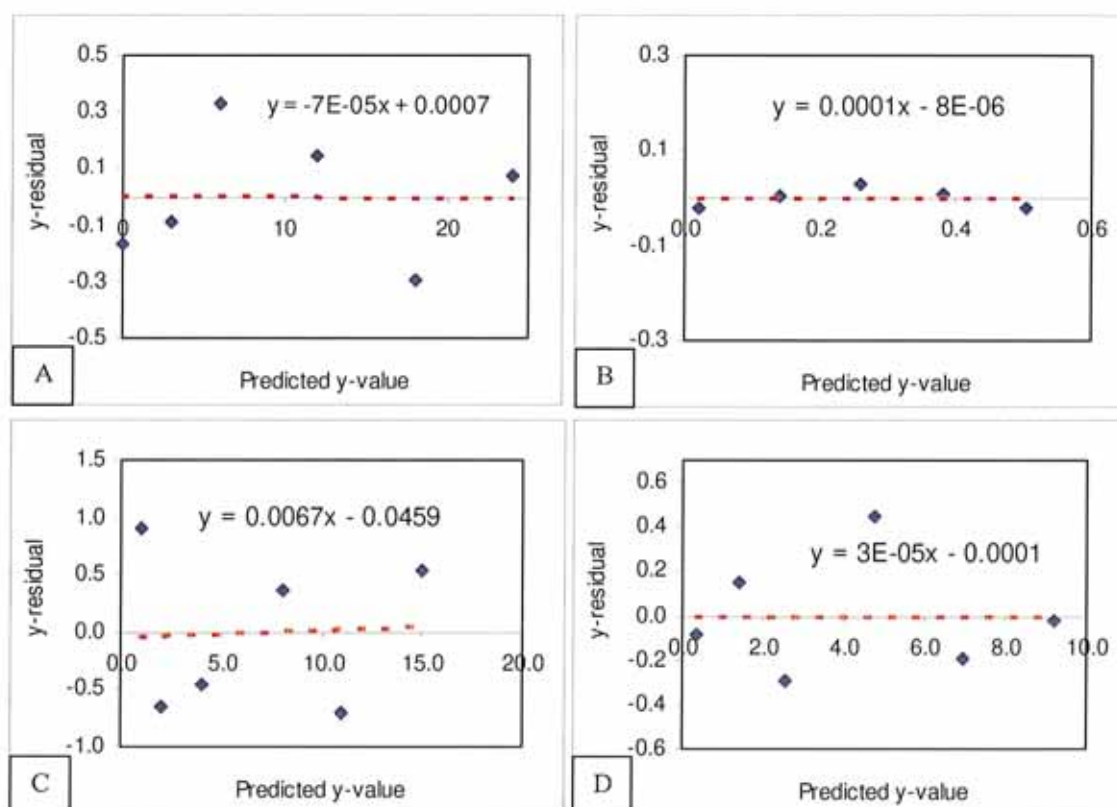 0.5
0.3
0.1
-0.1
-0.3
-0.5
y-residual
y = -7E-05x + 0.0007
0
10
20
Predicted y-value
A
0.3
0.1
-0.1
-0.3
y-residual
y = 0.0001x - 8E-06
0.0
0.2
0.4
0.6
Predicted y-value
B
1.5
1.0
0.5
0.0
-0.5
-1.0
y-residual
y = 0.0067x - 0.0459
0.0
5.0
10.0
15.0
20.0
Predicted y-value
C
0.6
0.4
0.2
0.0
-0.2
-0.4
-0.6
y-residual
y = 3E-05x - 0.0001
0.0
2.0
4.0
6.0
8.0
10.0
Predicted y-value
D